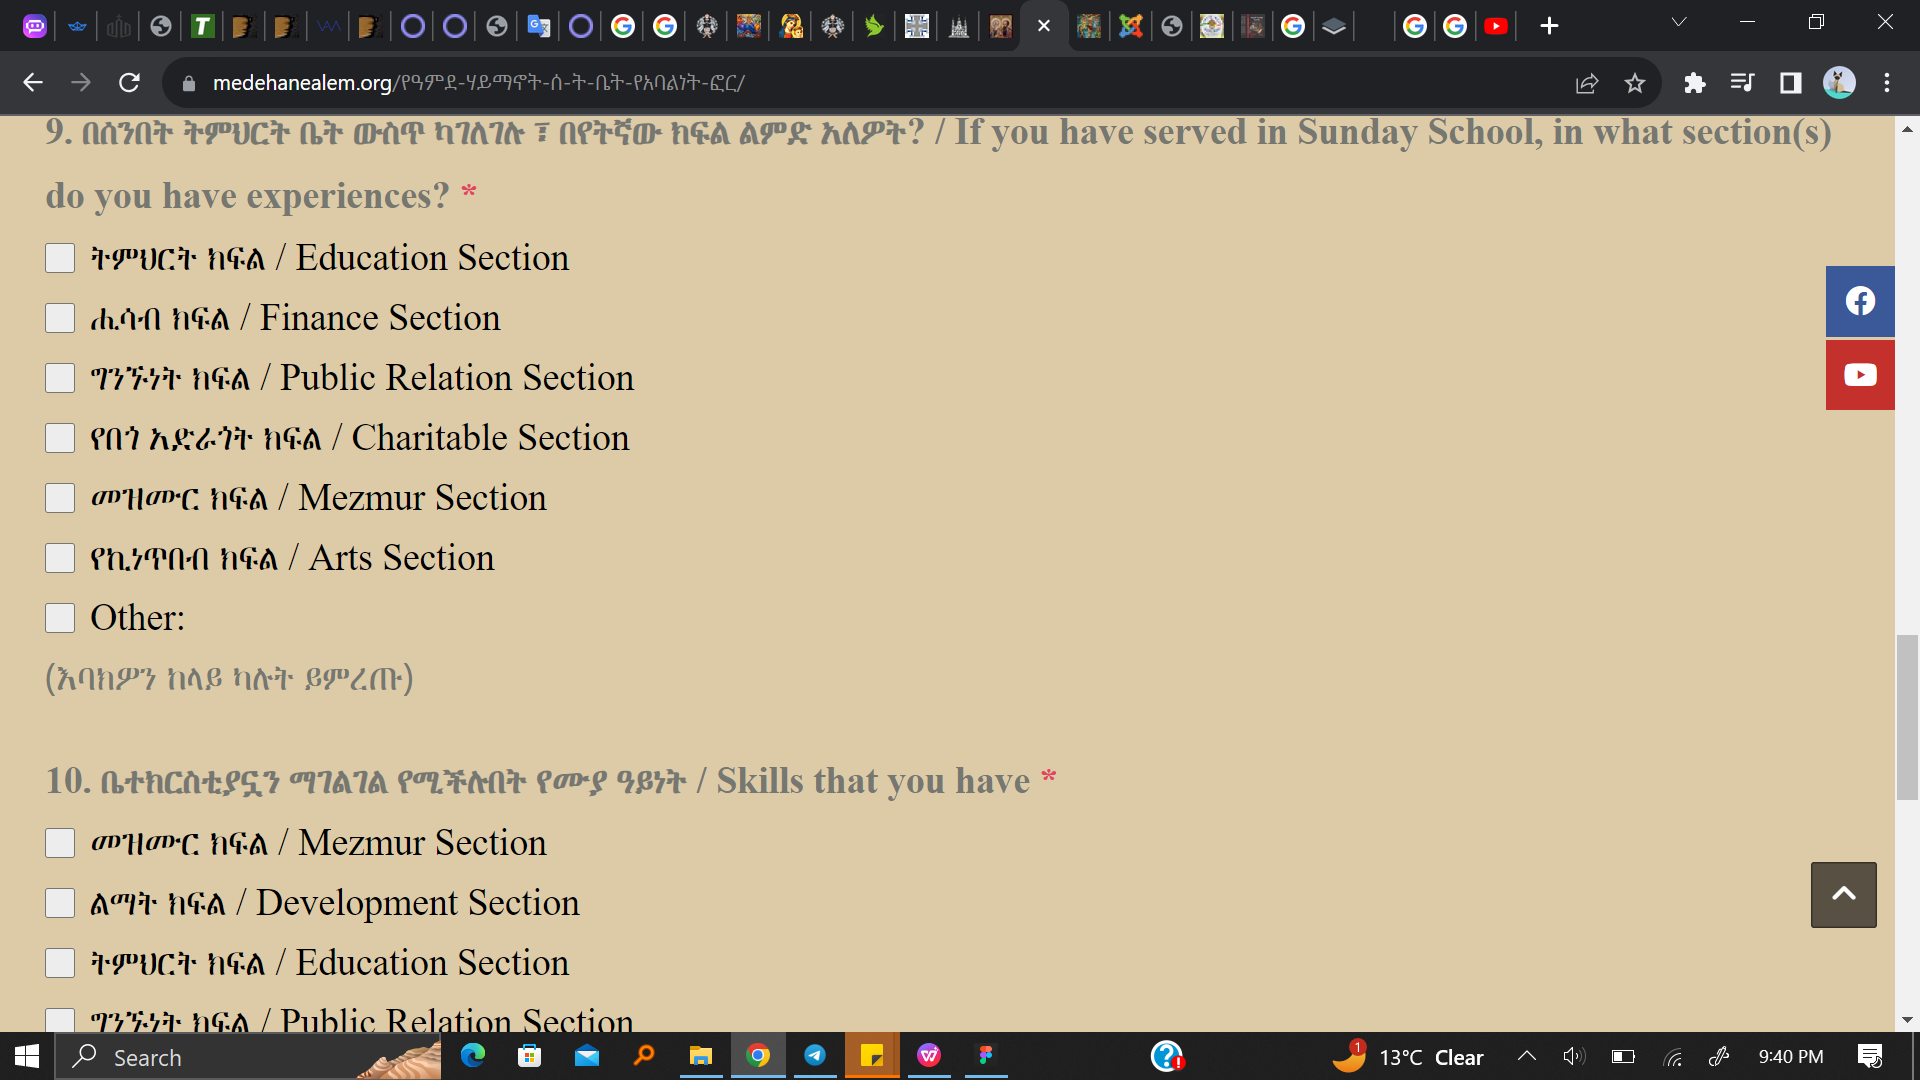 medehanealem.org/የዓምደ-ሃይማኖት-ሰ-ት-ቤት-የአባልነት-ፎርም/
9. በሰንበት ትምህርት ቤት ውስጥ ካገለገሉ ፣ በየትኛው ክፍል ልምድ አለዎት? / If you have served in Sunday School, in what section(s)
do you have experiences? *
ትምህርት ክፍል / Education Section
ሒሳብ ክፍል / Finance Section
ግንኙነት ክፍል / Public Relation Section
የበጎ አድራጎት ክፍል / Charitable Section
መዝሙር ክፍል / Mezmur Section
የኪነጥበብ ክፍል / Arts Section
Other:
(እባክዎን ከላይ ካሉት ይምረጡ)
10. ቤተክርስቲያኗን ማገልገል የሚችሉበት የሙያ ዓይነት / Skills that you have *
መዝሙር ክፍል / Mezmur Section
ልማት ክፍል / Development Section
ትምህርት ክፍል / Education Section
ግንኙነት ክፍል / Public Relation Section
Search
1
13°C Clear
9:40 PM